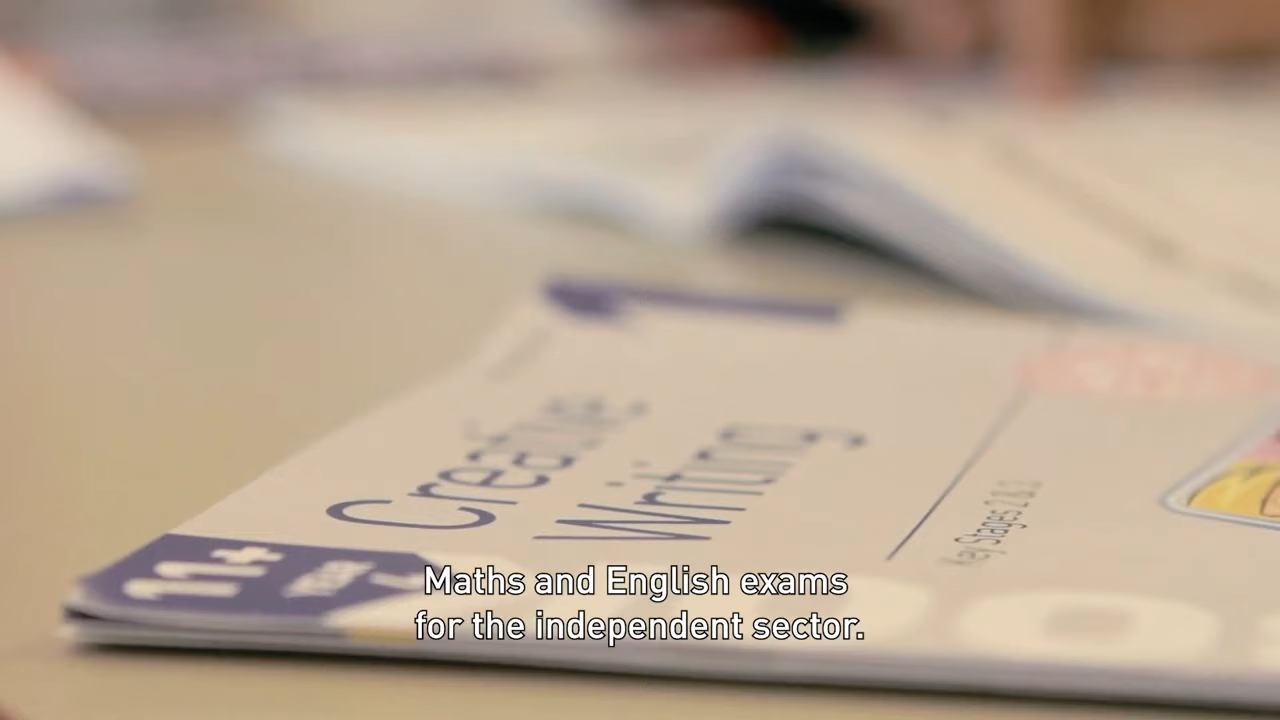 1
Creative
Writing
Key Stages 2 & 3
11+
Maths and English exams
for the independent sector.